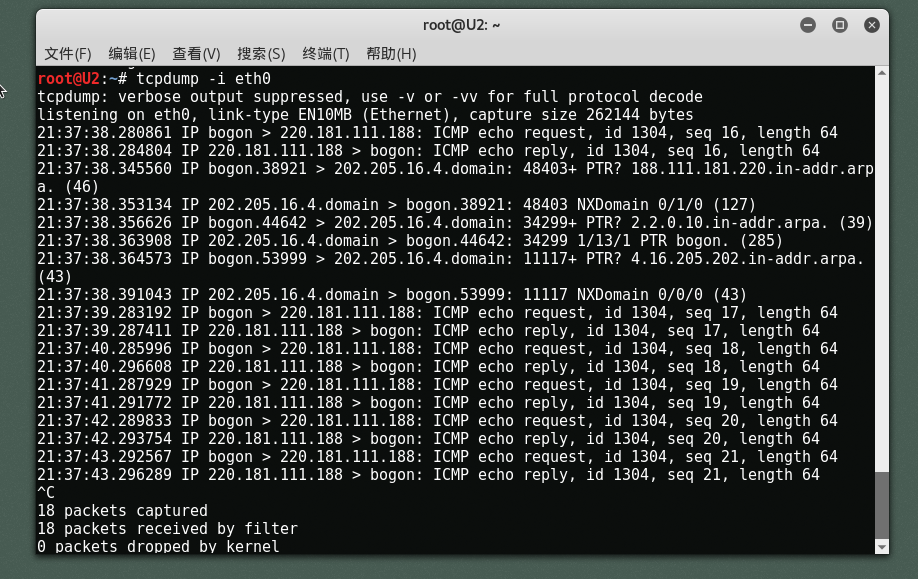 root@U2: ~
文件(F) 编辑(E) 查看(V) 搜索(S) 终端(T) 帮助(H)
root@U2:~# tcpdump -i eth0
tcpdump: verbose output suppressed, use -v or -vv for full protocol decode
listening on eth0, link-type EN10MB (Ethernet), capture size 262144 bytes
21:37:38.280861 IP bogon > 220.181.111.188: ICMP echo request, id 1304, seq 16, length 64
21:37:38.284804 IP 220.181.111.188 > bogon: ICMP echo reply, id 1304, seq 16, length 64
21:37:38.345560 IP bogon.38921 > 202.205.16.4.domain: 48403+ PTR? 188.111.181.220.in-addr.arp
a. (46)
21:37:38.353134 IP 202.205.16.4.domain > bogon.38921: 48403 NXDomain 0/1/0 (127)
21:37:38.356626 IP bogon.44642 > 202.205.16.4.domain: 34299+ PTR? 2.2.0.10.in-addr.arpa. (39)
21:37:38.363908 IP 202.205.16.4.domain > bogon.44642: 34299 1/13/1 PTR bogon. (285)
21:37:38.364573 IP bogon.53999 > 202.205.16.4.domain: 11117+ PTR? 4.16.205.202.in-addr.arpa.
(43)
21:37:38.391043 IP 202.205.16.4.domain > bogon.53999: 11117 NXDomain 0/0/0 (43)
21:37:39.283192 IP bogon > 220.181.111.188: ICMP echo request, id 1304, seq 17, length 64
21:37:39.287411 IP 220.181.111.188 > bogon: ICMP echo reply, id 1304, seq 17, length 64
21:37:40.285996 IP bogon > 220.181.111.188: ICMP echo request, id 1304, seq 18, length 64
21:37:40.296608 IP 220.181.111.188 > bogon: ICMP echo reply, id 1304, seq 18, length 64
21:37:41.287929 IP bogon > 220.181.111.188: ICMP echo request, id 1304, seq 19, length 64
21:37:41.291772 IP 220.181.111.188 > bogon: ICMP echo reply, id 1304, seq 19, length 64
21:37:42.289833 IP bogon > 220.181.111.188: ICMP echo request, id 1304, seq 20, length 64
21:37:42.293754 IP 220.181.111.188 > bogon: ICMP echo reply, id 1304, seq 20, length 64
21:37:43.292567 IP bogon > 220.181.111.188: ICMP echo request, id 1304, seq 21, length 64
21:37:43.296289 IP 220.181.111.188 > bogon: ICMP echo reply, id 1304, seq 21, length 64
^C
18 packets captured
18 packets received by filter
0 packets dropped by kernel